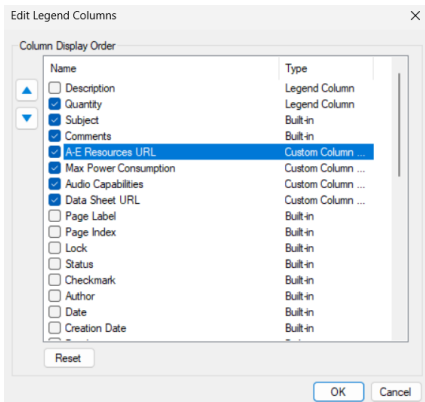 Edit Legend Columns
Column Display Order
Name Type
Description Legend Column
Quantity Legend Column
Subject Built-in
Comments Built-in
A-E Resources URL Custom Column ...
Max Power Consumption Custom Column ...
Audio Capabilities Custom Column ...
Data Sheet URL Custom Column ...
Page Label Built-in
Page Index Built-in
Lock Built-in
Status Built-in
Checkmark Built-in
Author Built-in
Date Built-in
Creation Date Built-in
Reset
OK Cancel